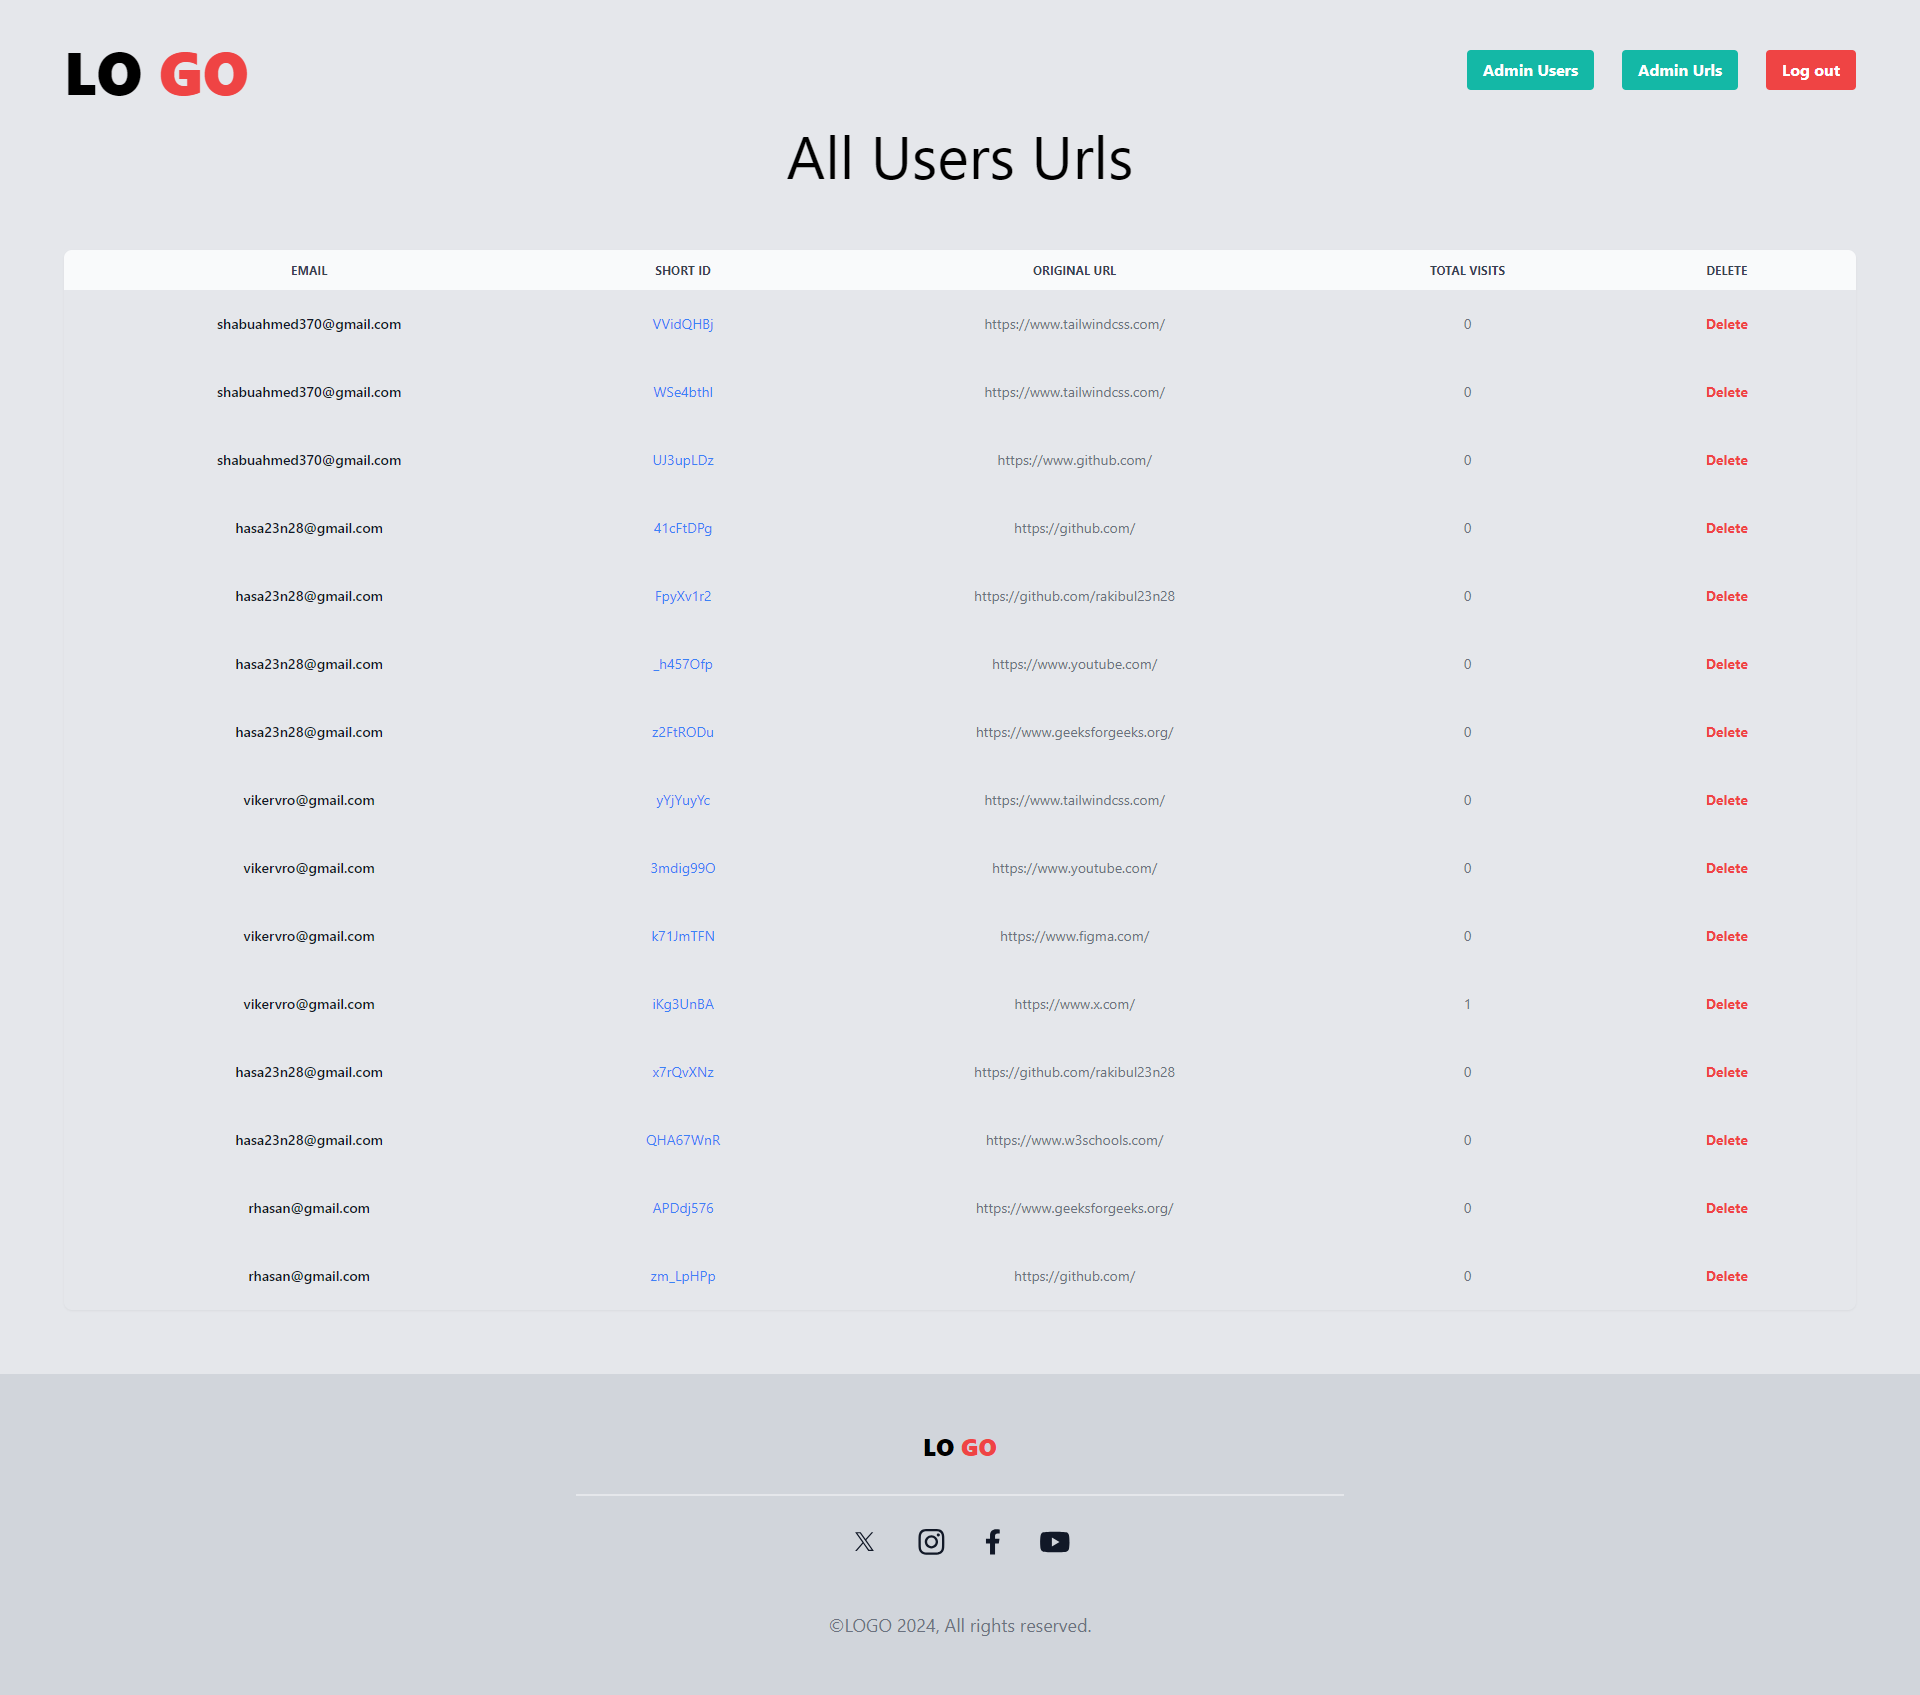 LO GO
Admin Users Admin Urls Log out
All Users Urls
EMAIL SHORT ID ORIGINAL URL TOTAL VISITS DELETE
shabuahmed370@gmail.com VVidQHBj https://www.tailwindcss.com/ 0 Delete
shabuahmed370@gmail.com WSe4bthl https://www.tailwindcss.com/ 0 Delete
shabuahmed370@gmail.com UJ3upLDz https://www.github.com/ 0 Delete
hasa23n28@gmail.com 41cFtDPg https://github.com/ 0 Delete
hasa23n28@gmail.com FpyXv1r2 https://github.com/rakibul23n28 0 Delete
hasa23n28@gmail.com _h457Ofp https://www.youtube.com/ 0 Delete
hasa23n28@gmail.com z2FtRODu https://www.geeksforgeeks.org/ 0 Delete
vikervro@gmail.com yYjYuyYc https://www.tailwindcss.com/ 0 Delete
vikervro@gmail.com 3mdig99O https://www.youtube.com/ 0 Delete
vikervro@gmail.com k71JmTFN https://www.figma.com/ 0 Delete
vikervro@gmail.com iKg3UnBA https://www.x.com/ 1 Delete
hasa23n28@gmail.com x7rQvXNz https://github.com/rakibul23n28 0 Delete
hasa23n28@gmail.com QHA67WnR https://www.w3schools.com/ 0 Delete
rhasan@gmail.com APDdj576 https://www.geeksforgeeks.org/ 0 Delete
rhasan@gmail.com zm_LpHPp https://github.com/ 0 Delete
LO GO
©LOGO 2024, All rights reserved.